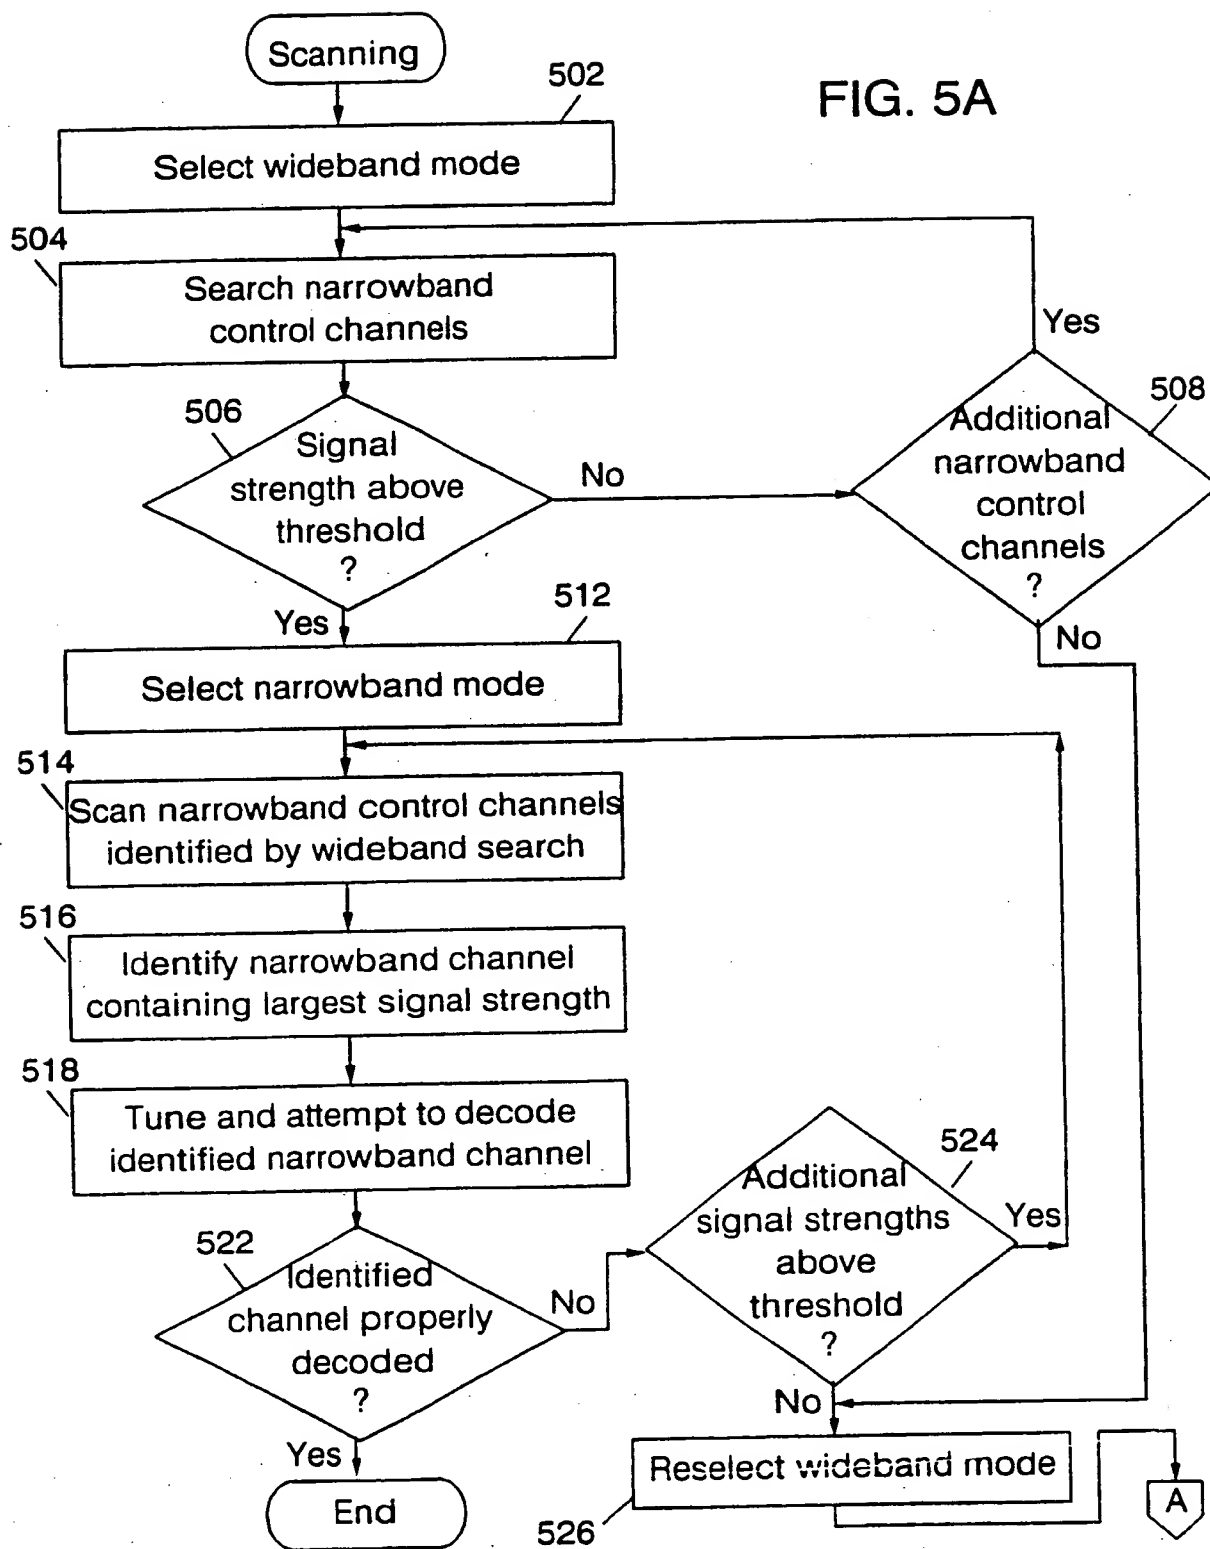 Scanning
FIG. 5A
502
Select wideband mode
504
Search narrowband
control channels
Yes
506
Signal
strength above
threshold
?
No
508
Additional
narrowband
control
channels
?
Yes
No
512
Select narrowband mode
514
Scan narrowband control channels
identified by wideband search
516
Identify narrowband channel
containing largest signal strength
518
Tune and attempt to decode
identified narrowband channel
522
Identified
channel properly
decoded
?
No
524
Additional
signal strengths
above
threshold
?
Yes
No
Yes
End
Reselect wideband mode
526
A